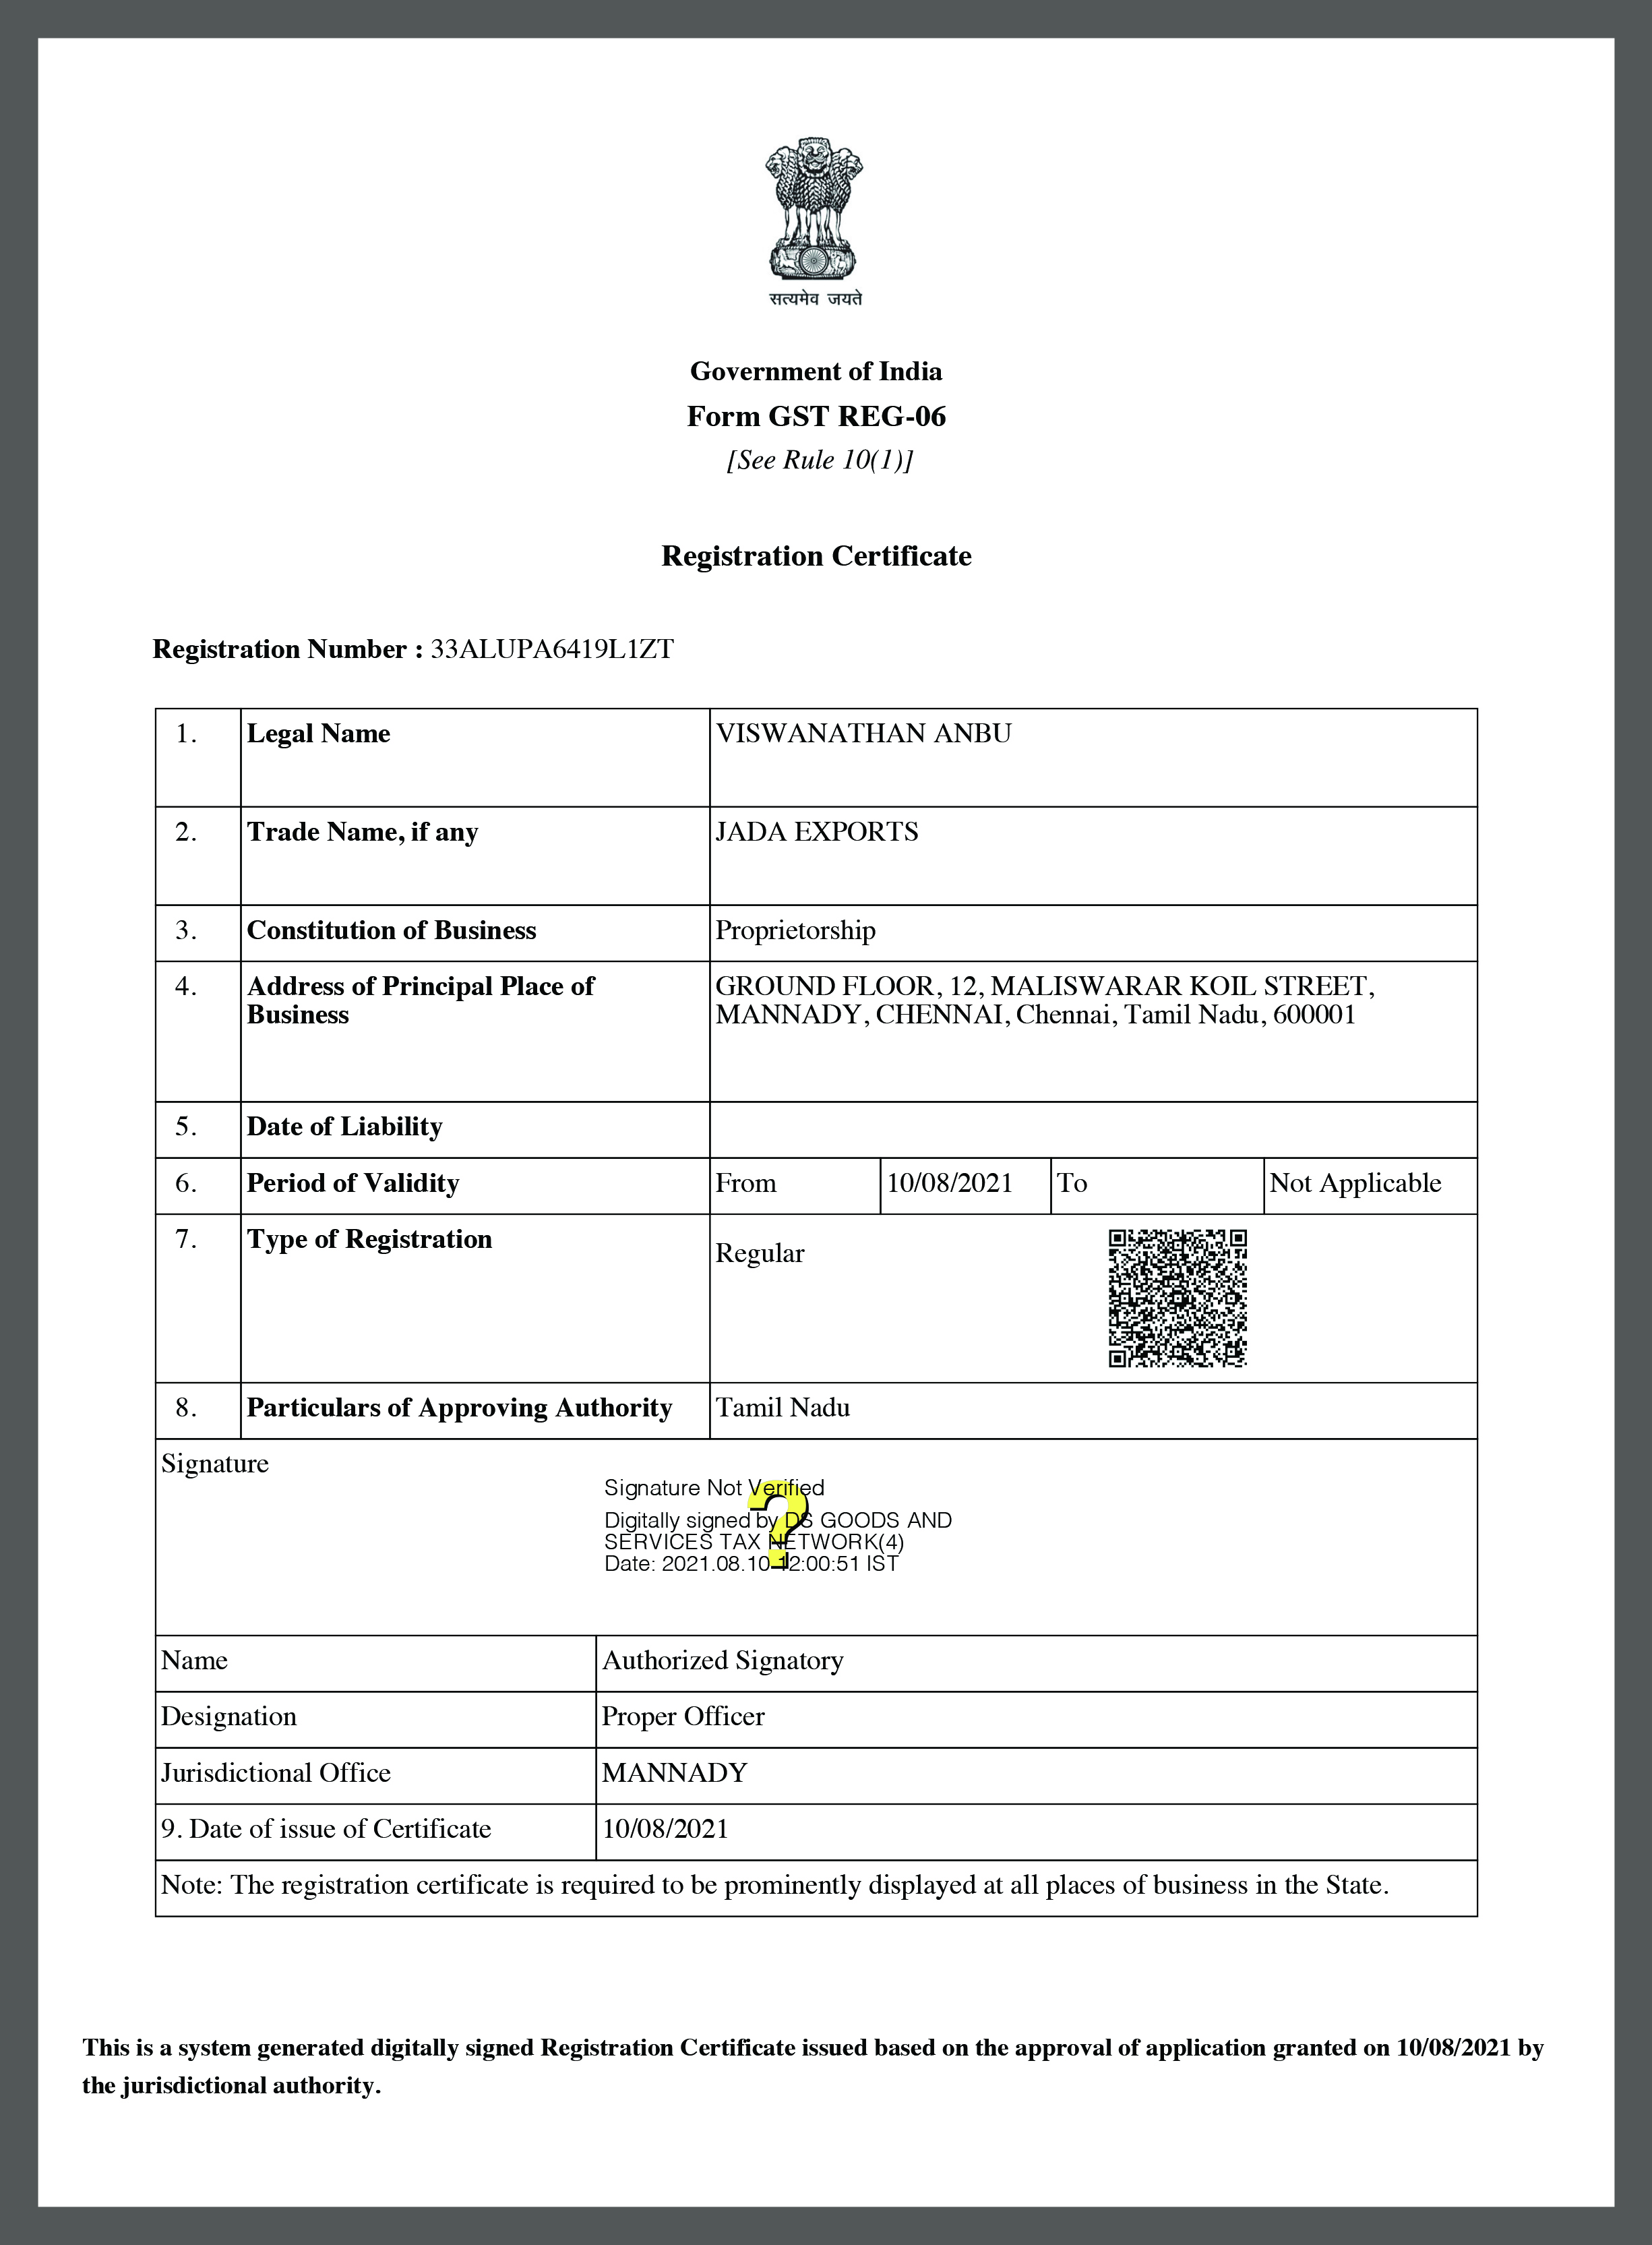 सत्यमेव जयते
Government of India
Form GST REG-06
[See Rule 10(1)]
Registration Certificate
Registration Number : 33ALUPA6419L1ZT
1. Legal Name VISWANATHAN ANBU
2. Trade Name, if any JADA EXPORTS
3. Constitution of Business Proprietorship
4. Address of Principal Place of GROUND FLOOR, 12, MALISWARAR KOIL STREET,
Business MANNADY, CHENNAI, Chennai, Tamil Nadu, 600001
5. Date of Liability
6. Period of Validity From 10/08/2021 To Not Applicable
7. Type of Registration Regular
8. Particulars of Approving Authority Tamil Nadu
Signature
Signature Not Verified
Digitally signed by DS GOODS AND
SERVICES TAX NETWORK(4)
Date: 2021.08.10 12:00:51 IST
?
Name Authorized Signatory
Designation Proper Officer
Jurisdictional Office MANNADY
9. Date of issue of Certificate 10/08/2021
Note: The registration certificate is required to be prominently displayed at all places of business in the State.
This is a system generated digitally signed Registration Certificate issued based on the approval of application granted on 10/08/2021 by
the jurisdictional authority.